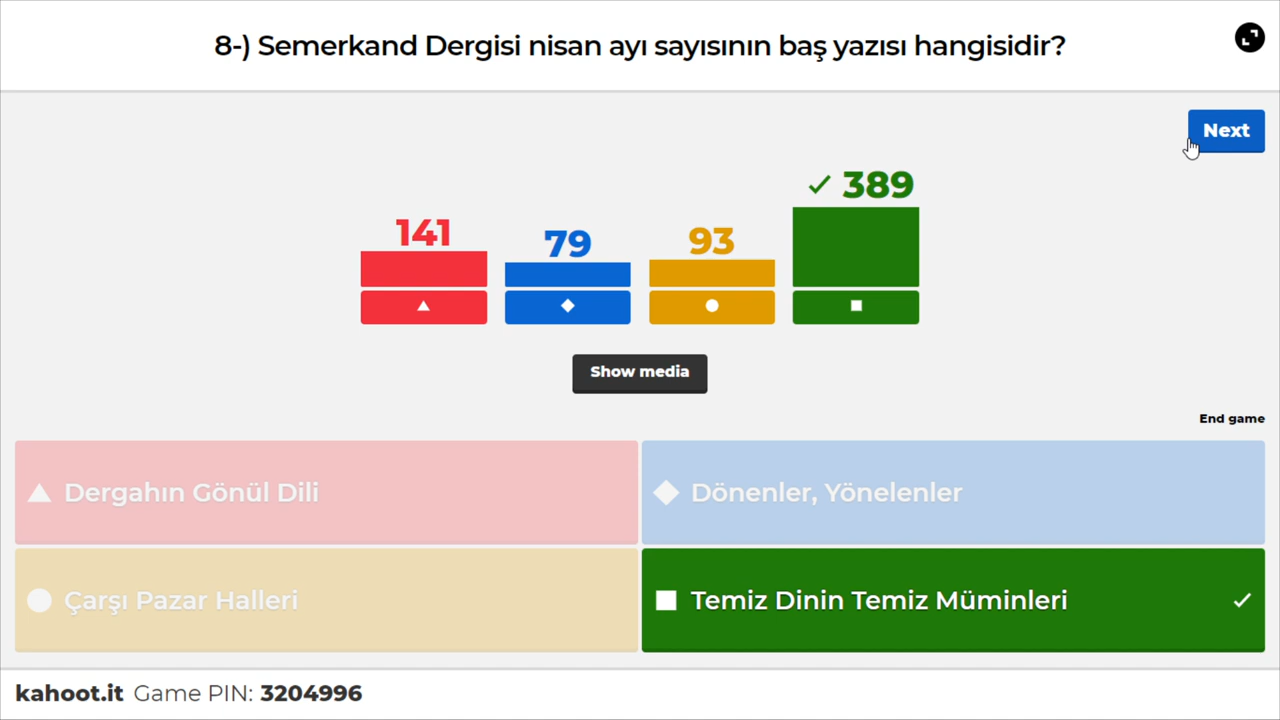 8-) Semerkand Dergisi nisan ayı sayısının baş yazısı hangisidir?
Next
141
79
93
389
Show media
End game
Dergahın Gönül Dili
Dönenler, Yönelenler
Çarşı Pazar Halleri
Temiz Dinin Temiz Müminleri
kahoot.it Game PIN: 3204996